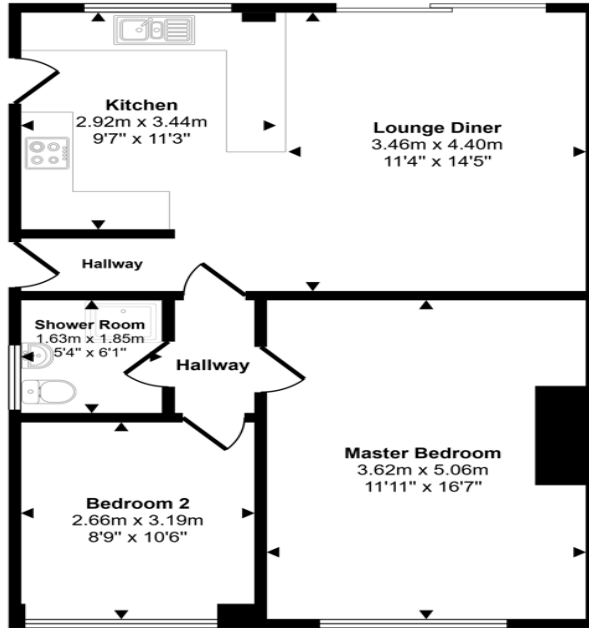 Kitchen
2.92m x 3.44m
9'7" x 11'3"
Lounge Diner
3.46m x 4.40m
11'4" x 14'5"
Hallway
Shower Room
1.63m x 1.85m
5'4" x 6'1"
Hallway
Master Bedroom
3.62m x 5.06m
11'11" x 16'7"
Bedroom 2
2.66m x 3.19m
8'9" x 10'6"